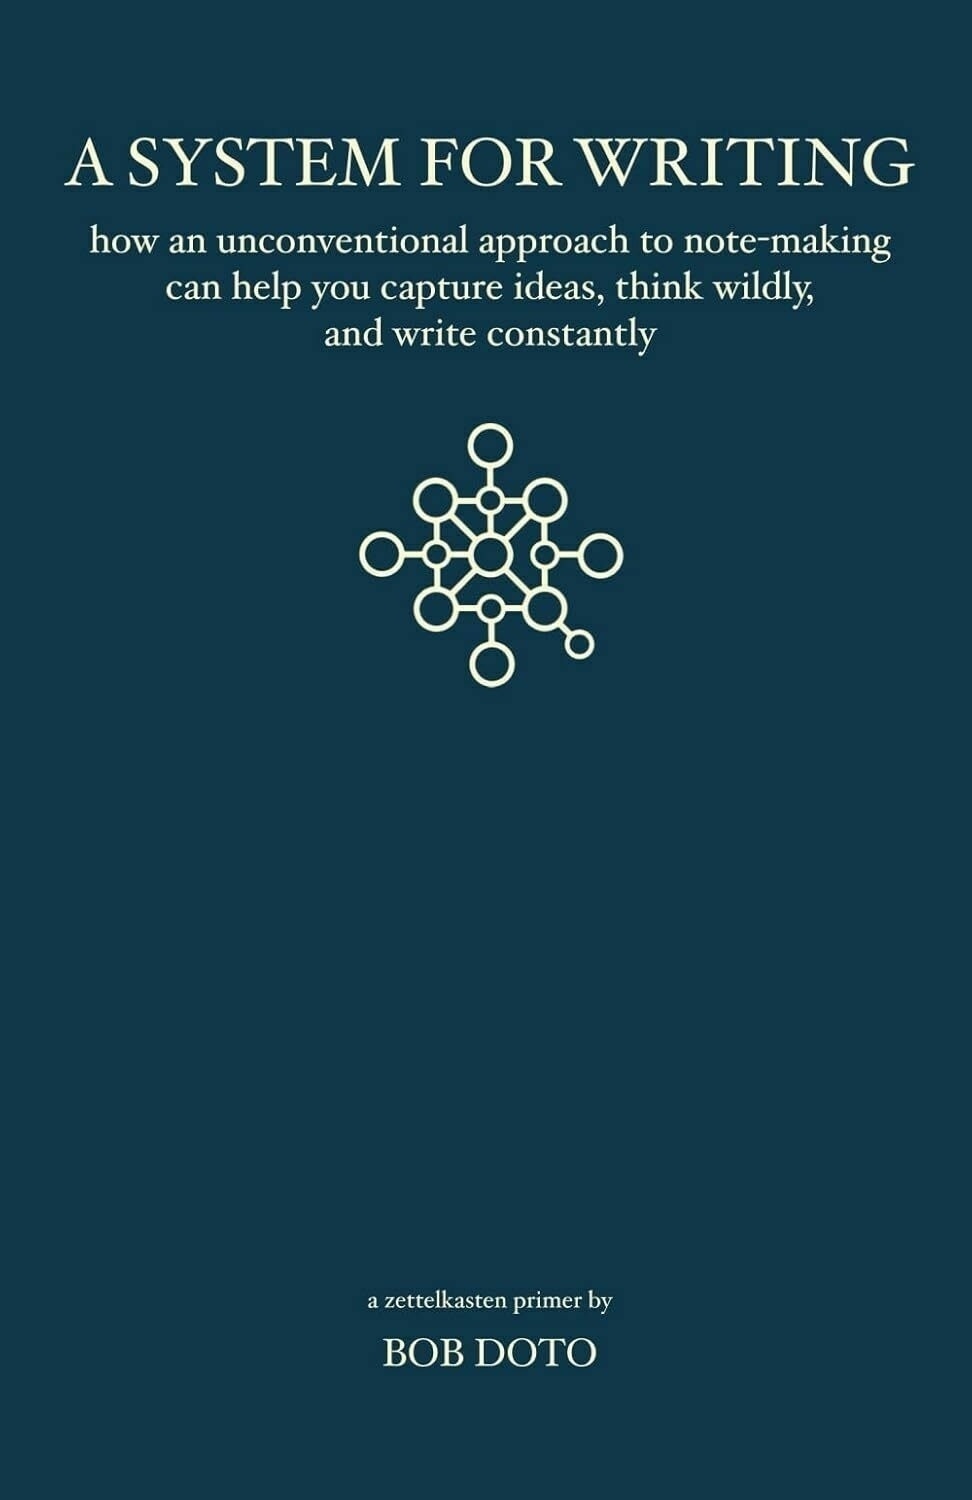 A SYSTEM FOR WRITING
how an unconventional approach to note-making
can help you capture ideas, think wildly,
and write constantly
a zettelkasten primer by
BOB DOTO